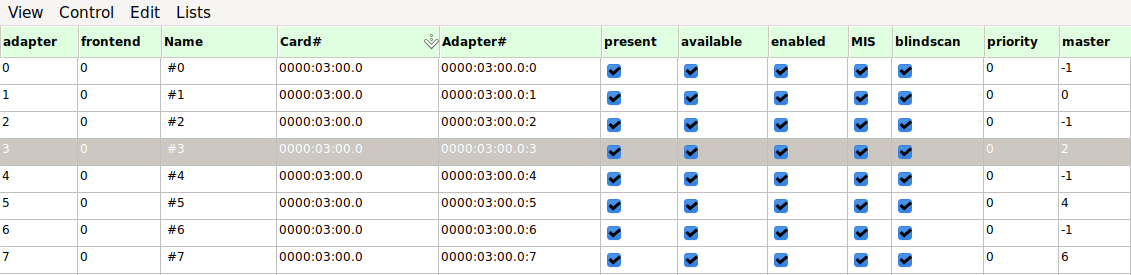 View Control Edit Lists
adapter frontend Name Card# Adapter# present available enabled MIS blindscan priority master
0 0 #0 0000:03:00.0 0000:03:00.0:0 0 -1
1 0 #1 0000:03:00.0 0000:03:00.0:1 0 0
2 0 #2 0000:03:00.0 0000:03:00.0:2 0 -1
3 0 #3 0000:03:00.0 0000:03:00.0:3 0 2
4 0 #4 0000:03:00.0 0000:03:00.0:4 0 -1
5 0 #5 0000:03:00.0 0000:03:00.0:5 0 4
6 0 #6 0000:03:00.0 0000:03:00.0:6 0 -1
7 0 #7 0000:03:00.0 0000:03:00.0:7 0 6